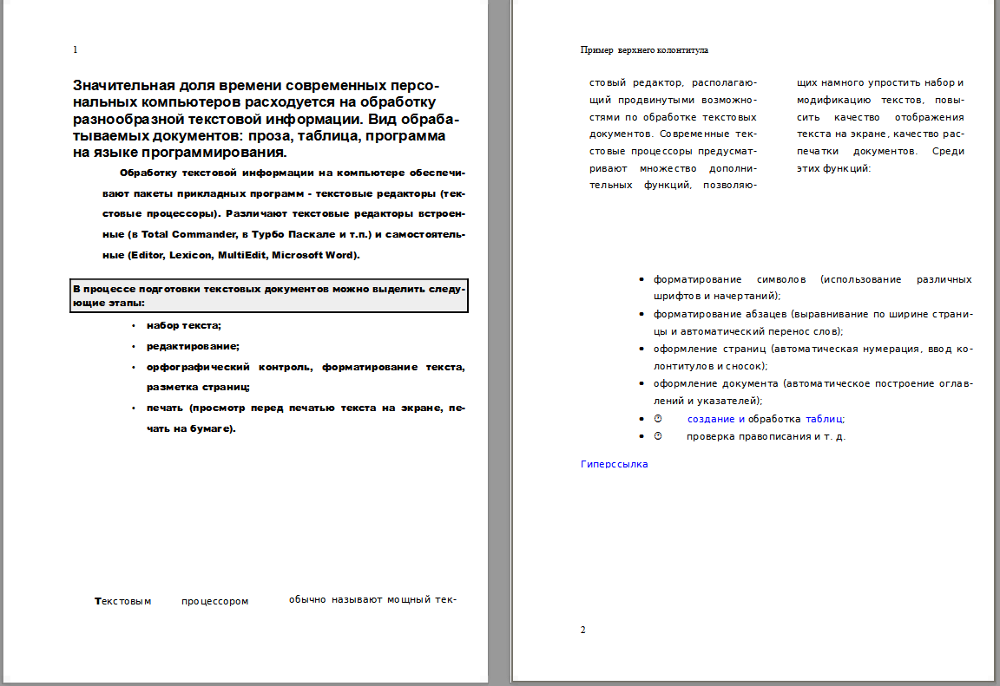 1
Значительная доля времени современных персо-
нальных компьютеров расходуется на обработку
разнообразной текстовой информации. Вид обраба-
тываемых документов: проза, таблица, программа
на языке программирования.
Обработку текстовой информации на компьютере обеспечи-
вают пакеты прикладных программ - текстовые редакторы (тек-
стовые процессоры). Различают текстовые редакторы встроен-
ные (в Total Commander, в Турбо Паскале и т.п.) и самостоятель-
ные (Editor, Lexicon, MultiEdit, Microsoft Word).
В процессе подготовки текстовых документов можно выделить следу-
ющие этапы:
• набор текста;
• редактирование;
• орфографический контроль, форматирование текста,
разметка страниц;
• печать (просмотр перед печатью текста на экране, пе-
чать на бумаге).
Текстовым процессором обычно называют мощный тек-
Пример верхнего колонтитула
стовый редактор, располагаю-
щий продвинутыми возможно-
стями по обработке текстовых
документов. Современные тек-
стовые процессоры предусмат-
ривают множество дополни-
тельных функций, позволяю-
щих намного упростить набор и
модификацию текстов, повы-
сить качество отображения
текста на экране, качество рас-
печатки документов. Среди
этих функций:
• форматирование символов (использование различных
шрифтов и начертаний);
• форматирование абзацев (выравнивание по ширине страни-
цы и автоматический перенос слов);
• оформление страниц (автоматическая нумерация, ввод ко-
лонтитулов и сносок);
• оформление документа (автоматическое построение оглав-
лений и указателей);
• создание и обработка таблиц;
• проверка правописания и т. д.
Гиперссылка
2